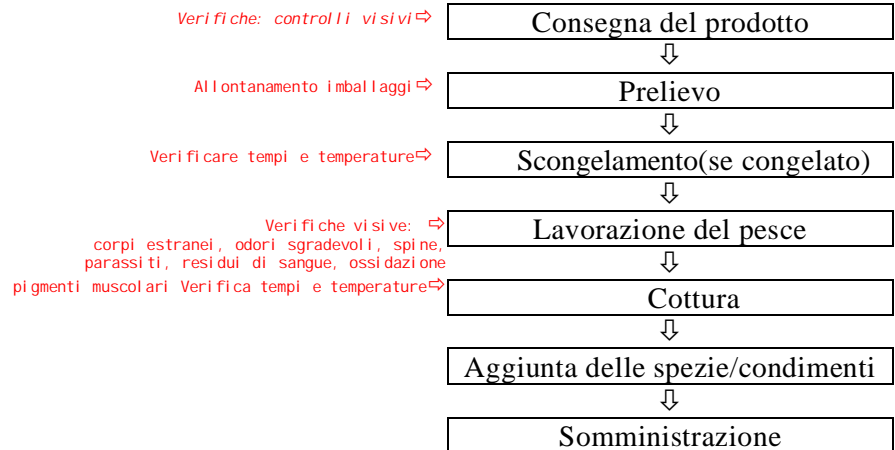 Verifiche: controlli visivi⇨ Consegna del prodotto
⇩
Allontanamento imballaggi⇨ Prelievo
⇩
Verificare tempi e temperature⇨ Scongelamento(se congelato)
⇩
Verifiche visive: ⇨ Lavorazione del pesce
corpi estranei, odori sgradevoli, spine,
parassiti, residui di sangue, ossidazione
⇩
pigmenti muscolari Verifica tempi e temperature⇨ Cottura
⇩
Aggiunta delle spezie/condimenti
⇩
Somministrazione